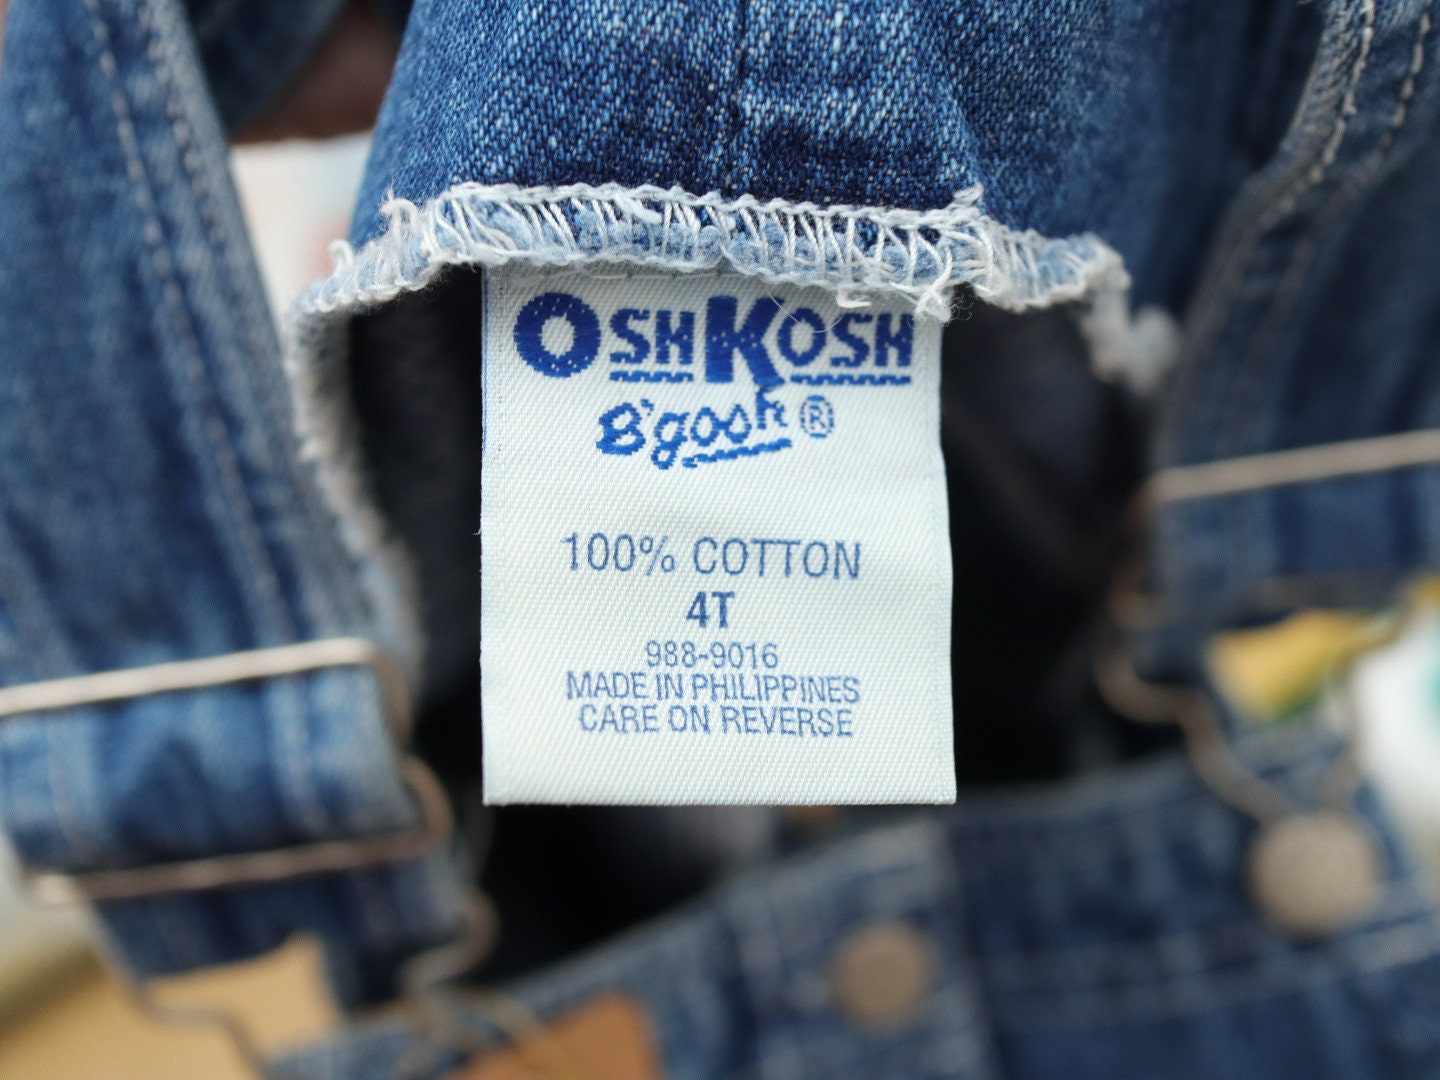 OSHKOSH
B'gosh ®
100% COTTON
4T
988-9016
MADE IN PHILIPPINES
CARE ON REVERSE